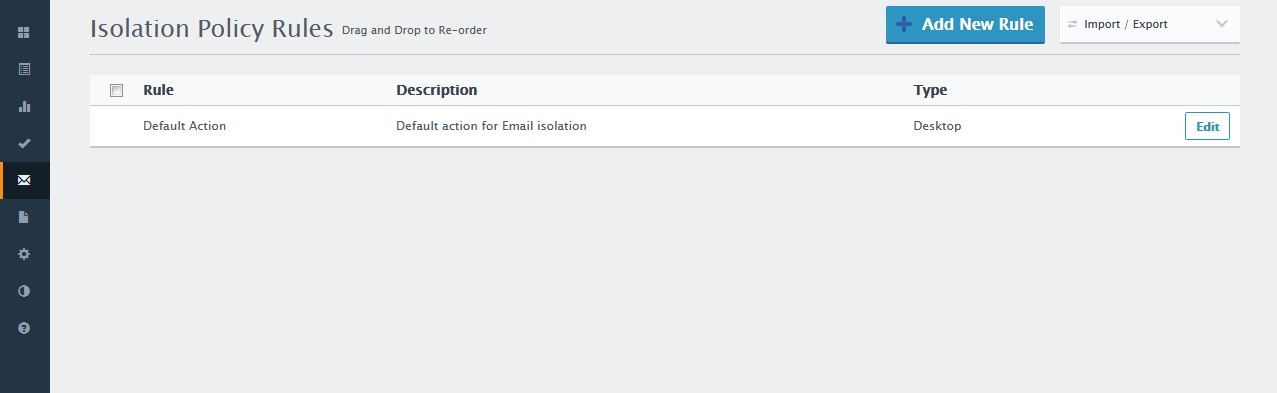 Isolation Policy Rules Drag and Drop to Re-order
Add New Rule
Import / Export
Rule Description Type
Default Action Default action for Email isolation Desktop Edit